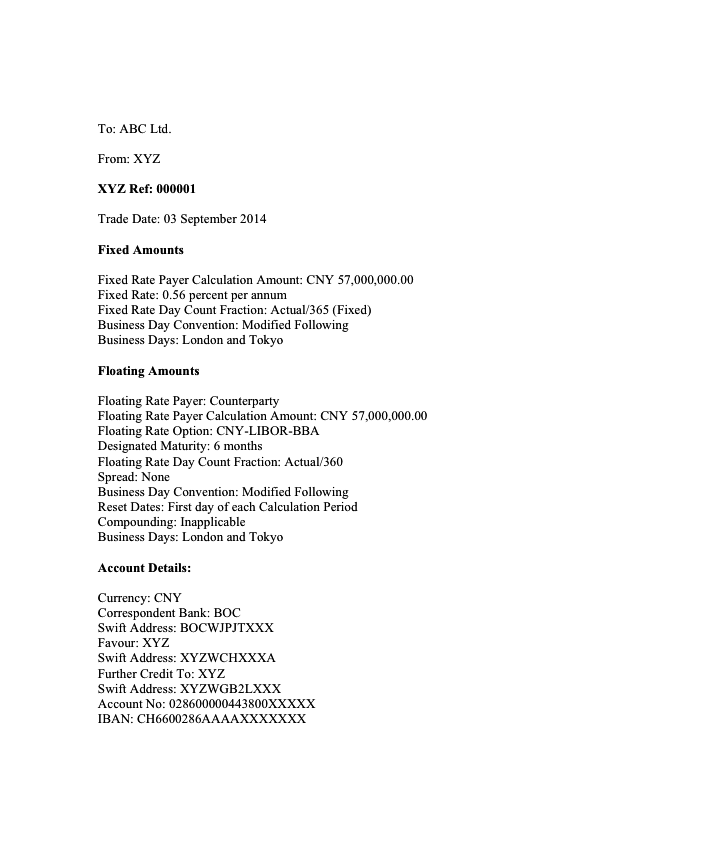 To: ABC Ltd.
From: XYZ
XYZ Ref: 000001
Trade Date: 03 September 2014
Fixed Amounts
Fixed Rate Payer Calculation Amount: CNY 57,000,000.00
Fixed Rate: 0.56 percent per annum
Fixed Rate Day Count Fraction: Actual/365 (Fixed)
Business Day Convention: Modified Following
Business Days: London and Tokyo
Floating Amounts
Floating Rate Payer: Counterparty
Floating Rate Payer Calculation Amount: CNY 57,000,000.00
Floating Rate Option: CNY-LIBOR-BBA
Designated Maturity: 6 months
Floating Rate Day Count Fraction: Actual/360
Spread: None
Business Day Convention: Modified Following
Reset Dates: First day of each Calculation Period
Compounding: Inapplicable
Business Days: London and Tokyo
Account Details:
Currency: CNY
Correspondent Bank: BOC
Swift Address: BOCWJPJTXXX
Favour: XYZ
Swift Address: XYZWCHXXXA
Further Credit To: XYZ
Swift Address: XYZWGB2LXXX
Account No: 028600000443800XXXXX
IBAN: CH6600286AAAAXXXXXXX